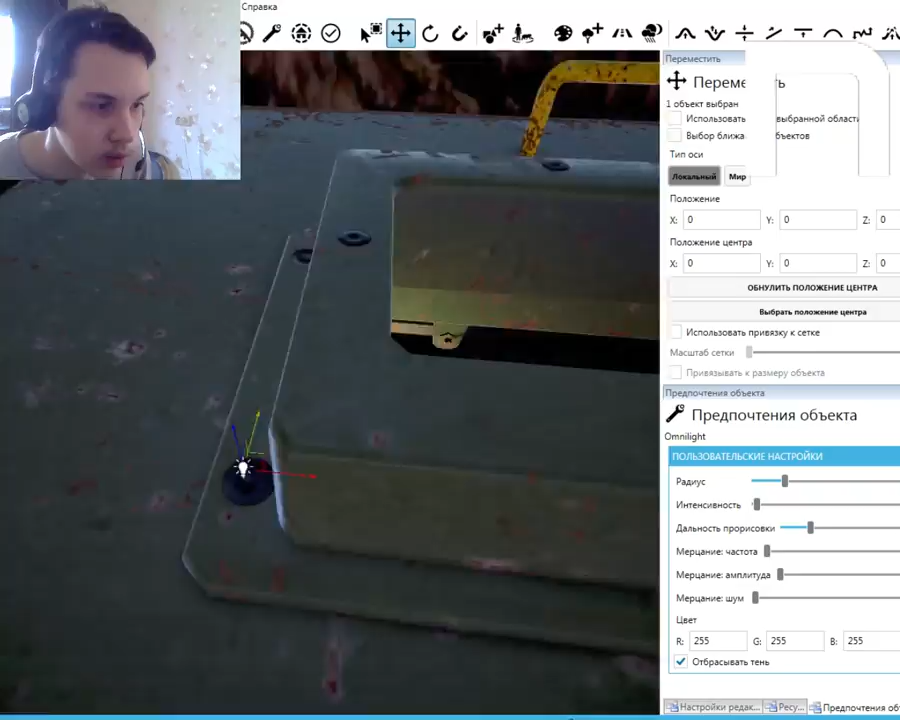 Справка
Переместить
Переме ь
1 объект выбран
Использовать выбранной области
Выбор ближа ъектов
Тип оси
Локальный Мир
Положение
X: 0 Y: 0 Z: 0
Положение центра
X: 0 Y: 0 Z: 0
ОБНУЛИТЬ ПОЛОЖЕНИЕ ЦЕНТРА
Выбрать положение центра
Использовать привязку к сетке
Масштаб сетки
Привязывать к размеру объекта
Предпочтения объекта
Предпочтения объекта
Omnilight
ПОЛЬЗОВАТЕЛЬСКИЕ НАСТРОЙКИ
Радиус
Интенсивность
Дальность прорисовки
Мерцание: частота
Мерцание: амплитуда
Мерцание: шум
Цвет
R: 255 G: 255 B: 255
Отбрасывать тень
Настройки редак... Ресу... Предпочтения об